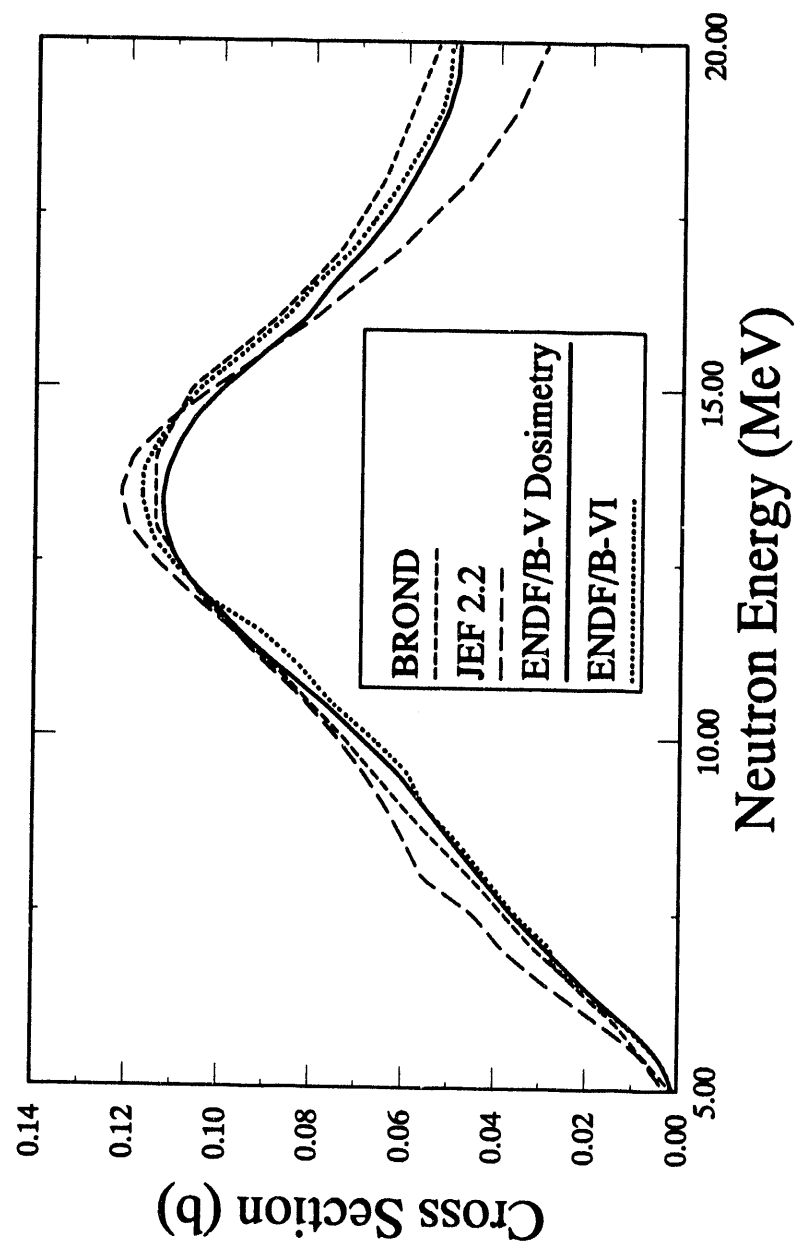 Cross Section (b)
0.14
0.12
0.10
0.08
0.06
0.04
0.02
0.00
BROND
JEF 2.2
ENDF/B-V Dosimetry
ENDF/B-VI
5.00
10.00
15.00
20.00
Neutron Energy (MeV)